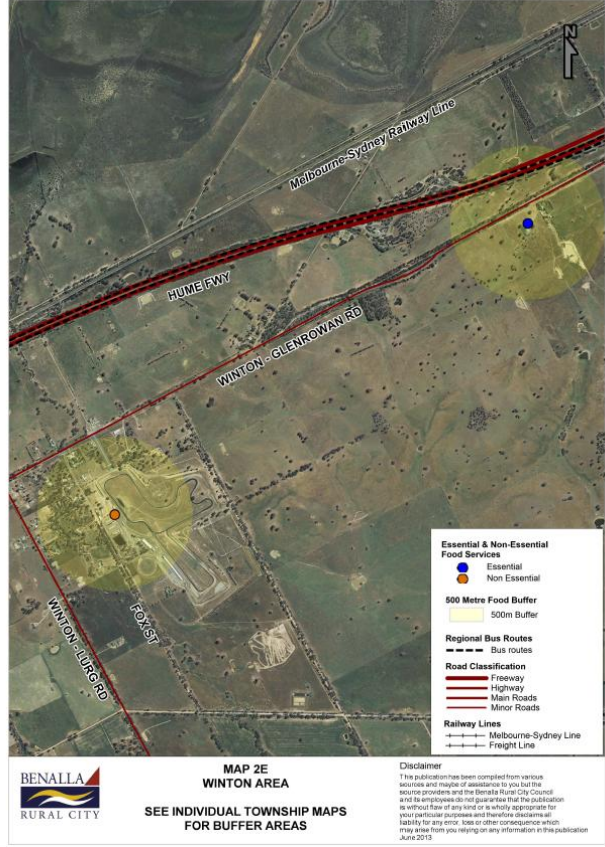 N
Melbourne-Sydney Railway Line
HUME FWY
WINTON - GLENROWAN RD
FOX ST
WINTON - LURG RD
Essential & Non-Essential
Food Services
Essential
Non Essential
500 Metre Food Buffer
500m Buffer
Regional Bus Routes
Bus routes
Road Classification
Freeway
Highway
Main Roads
Minor Roads
Railway Lines
Melbourne-Sydney Line
Freight Line
BENALLA
RURAL CITY
MAP 2E
WINTON AREA
SEE INDIVIDUAL TOWNSHIP MAPS
FOR BUFFER AREAS
Disclaimer
This publication has been compiled from various
sources and maybe of assistance to you but the
source providers and the Benalla Rural City Council
and its employees do not guarantee that the publication
is without flaw of any kind or is wholly appropriate for
your particular purposes and therefore disclaims all
liability for any error, loss or other consequence which
may arise from you relying on any information in this publication
June 2013